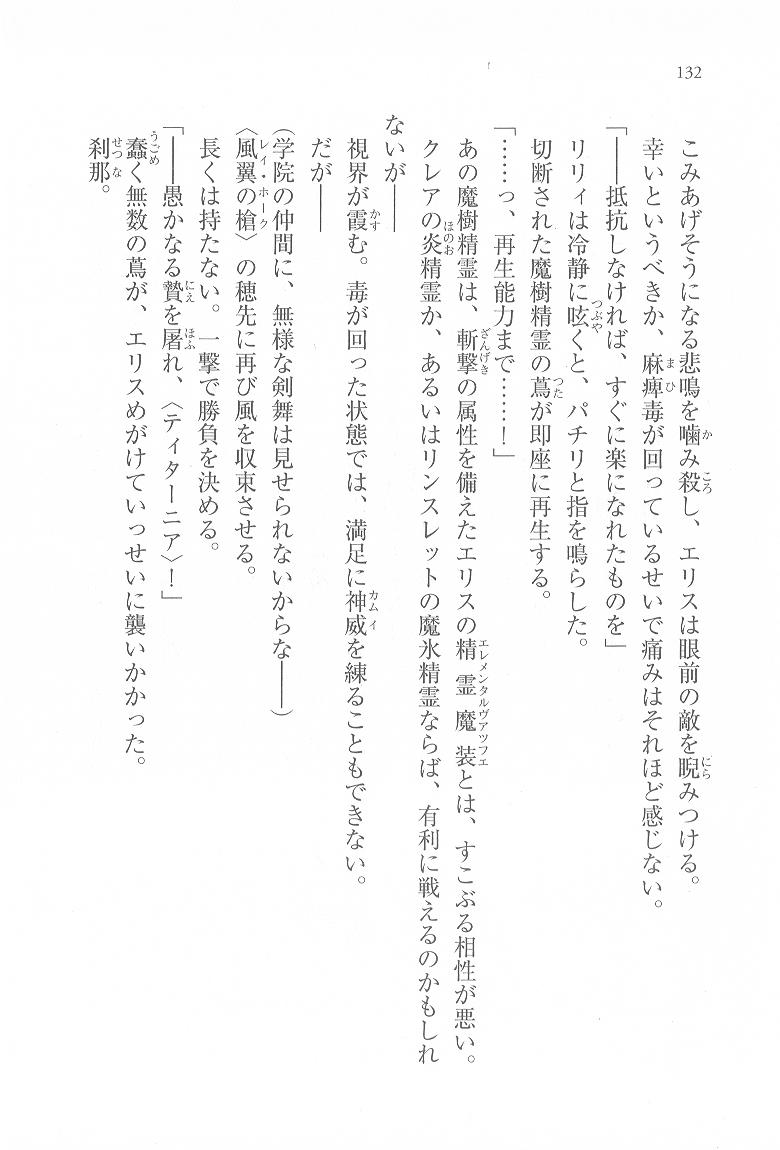 132
こみあげそうになる悲鳴を噛み殺し、エリスは眼前の敵を睨みつける。
幸いというべきか、麻痺毒が回っているせいで痛みはそれほど感じない。
「――抵抗しなければ、すぐに楽になれたものを」
リリィは冷静に呟くと、パチリと指を鳴らした。
切断された魔樹精霊の蔦が即座に再生する。
「……っ、再生能力まで……！」
あの魔樹精霊は、斬撃の属性を備えたエリスの精霊魔装とは、すこぶる相性が悪い。
クレアの炎精霊か、あるいはリンスレットの魔氷精霊ならば、有利に戦えるのかもしれ
ないが――
視界が霞む。毒が回った状態では、満足に神威を練ることもできない。
だが――
（学院の仲間に、無様な剣舞は見せられないからな――）
〈風翼の槍〉の穂先に再び風を収束させる。
長くは持たない。一撃で勝負を決める。
「――愚かなる贄を屠れ、〈ティターニア〉！」
蠢く無数の蔦が、エリスめがけていっせいに襲いかかった。
刹那。